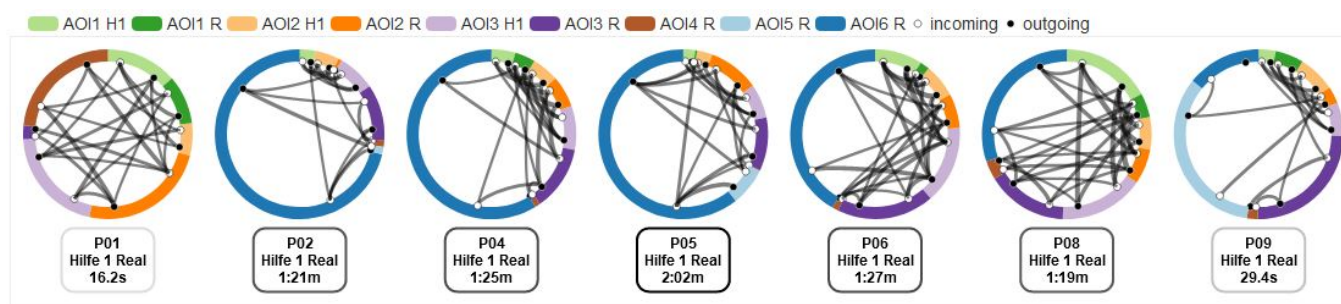 AOI1 H1 AOI1 R AOI2 H1 AOI2 R AOI3 H1 AOI3 R AOI4 R AOI5 R AOI6 R incoming outgoing
P01 P02 P04 P05 P06 P08 P09
Hilfe 1 Real Hilfe 1 Real Hilfe 1 Real Hilfe 1 Real Hilfe 1 Real Hilfe 1 Real Hilfe 1 Real
16.2s 1:21m 1:25m 2:02m 1:27m 1:19m 29.4s